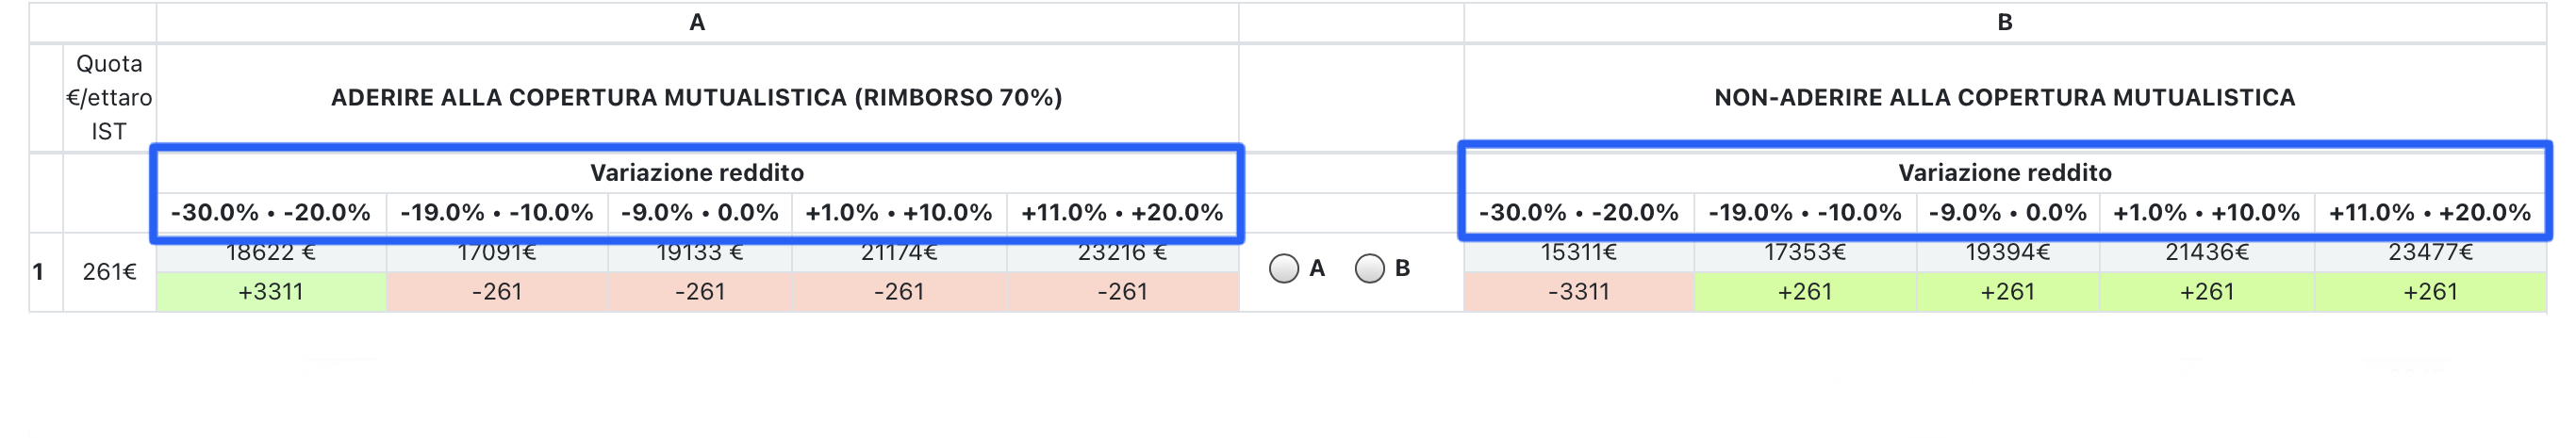 A B
Quota €/ettaro IST ADERIRE ALLA COPERTURA MUTUALISTICA (RIMBORSO 70%) NON-ADERIRE ALLA COPERTURA MUTUALISTICA
Variazione reddito Variazione reddito
-30.0% • -20.0% -19.0% • -10.0% -9.0% • 0.0% +1.0% • +10.0% +11.0% • +20.0% -30.0% • -20.0% -19.0% • -10.0% -9.0% • 0.0% +1.0% • +10.0% +11.0% • +20.0%
18622 € 17091€ 19133 € 21174€ 23216 € 15311€ 17353€ 19394€ 21436€ 23477€
1 261€ A B
+3311 -261 -261 -261 -261 -3311 +261 +261 +261 +261